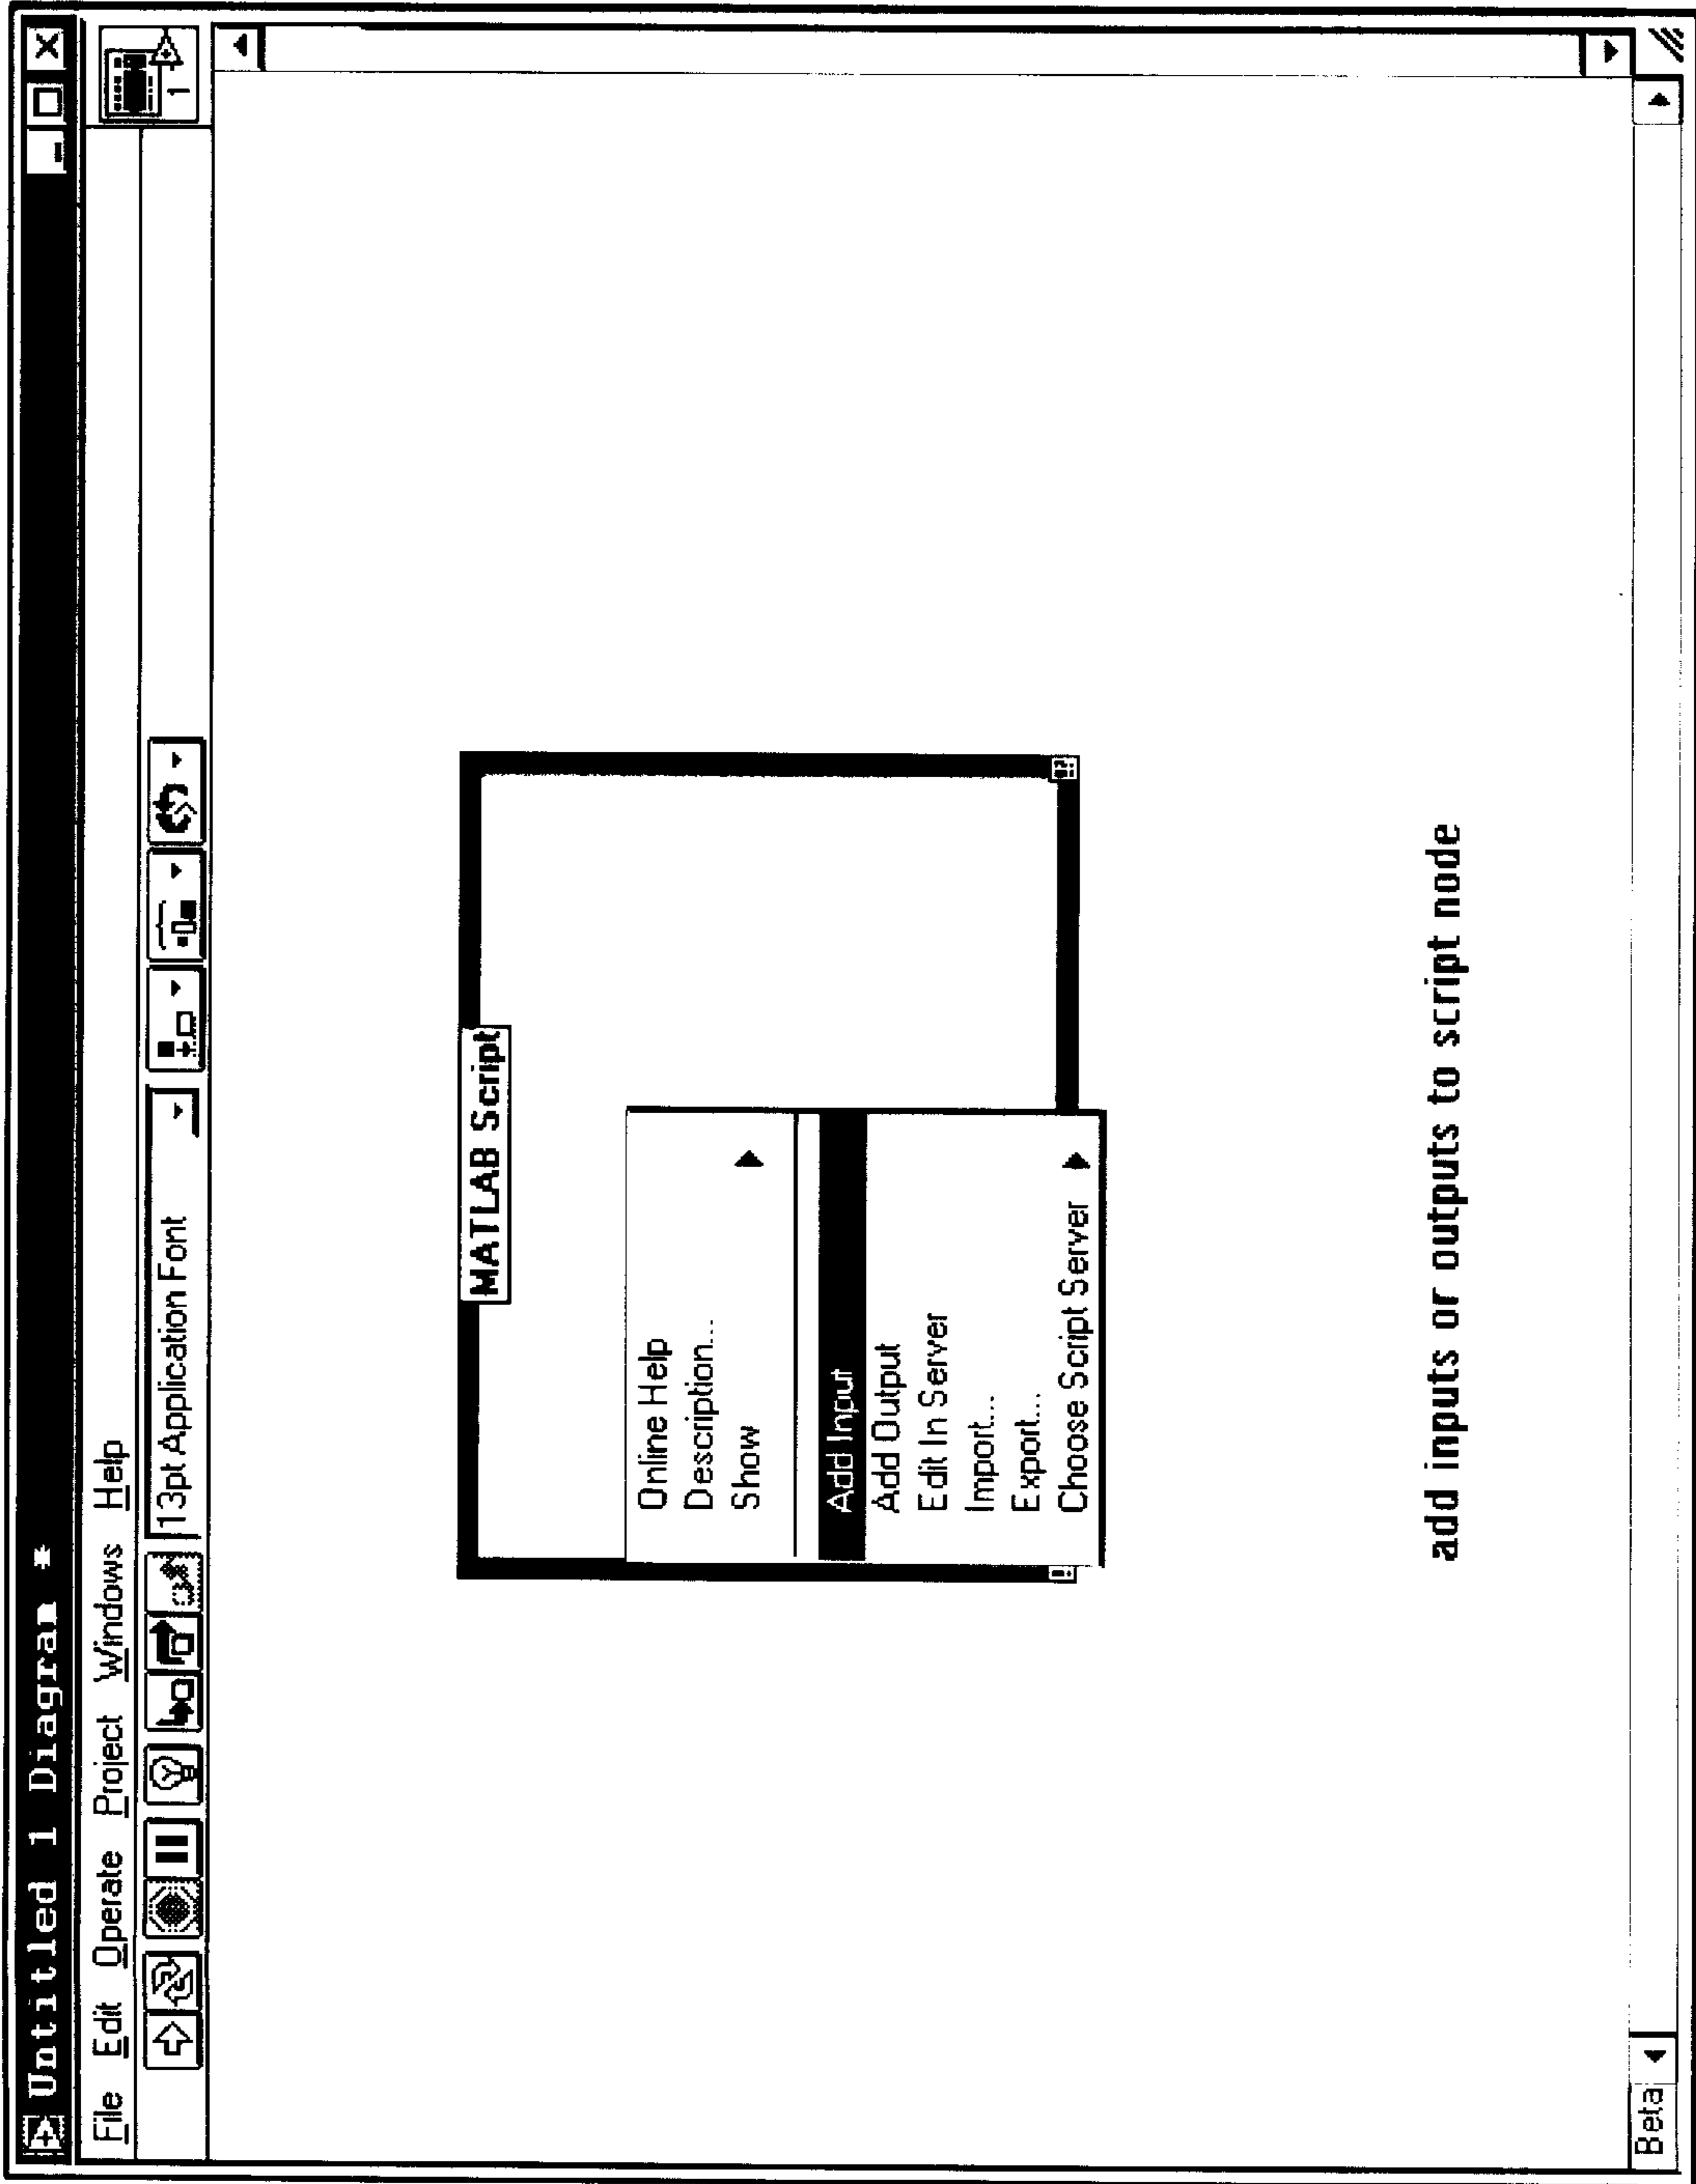 Untitled 1 Diagram *
File Edit Operate Project Windows Help
13pt Application Font
1
MATLAB Script
Online Help
Description...
Show
Add Input
Add Output
Edit In Server
Import...
Export...
Choose Script Server
add inputs or outputs to script node
Beta